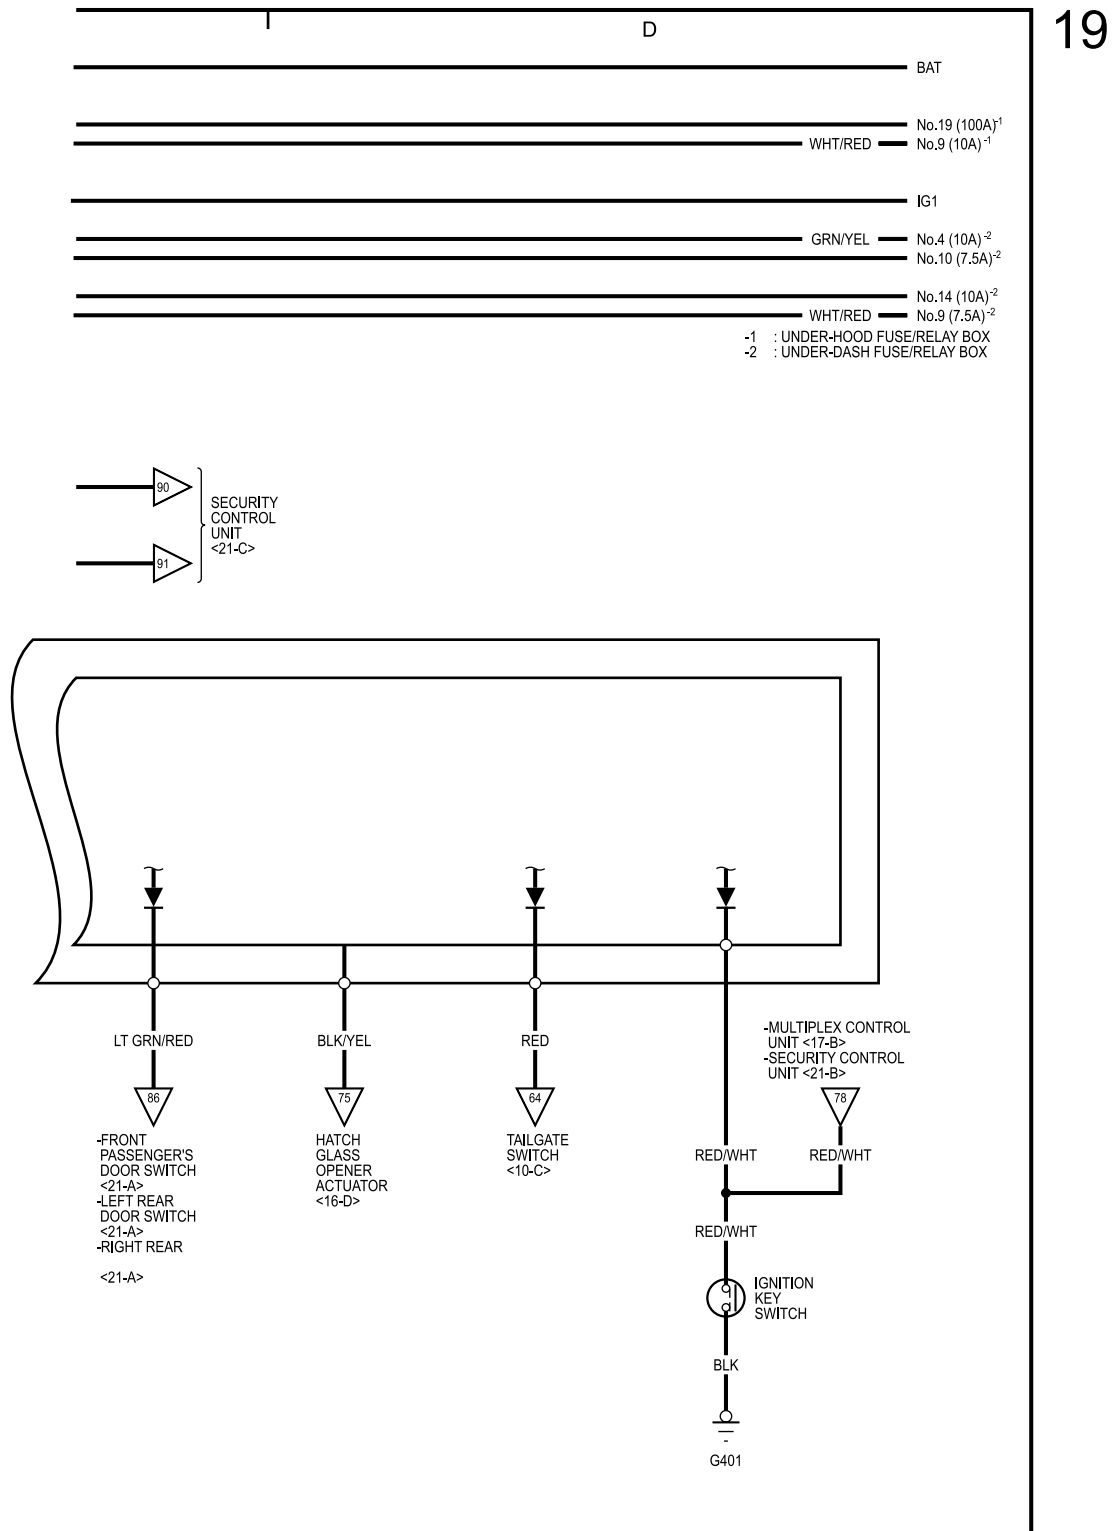 19
D
BAT
No.19 (100A)-1
WHT/RED No.9 (10A) -1
IG1
GRN/YEL No.4 (10A) -2
No.10 (7.5A)-2
No.14 (10A)-2
WHT/RED No.9 (7.5A) -2
-1 : UNDER-HOOD FUSE/RELAY BOX
-2 : UNDER-DASH FUSE/RELAY BOX
90
91
SECURITY
CONTROL
UNIT
<21-C>
LT GRN/RED
BLK/YEL
RED
-MULTIPLEX CONTROL
UNIT <17-B>
-SECURITY CONTROL
UNIT <21-B>
86
75
64
78
-FRONT
PASSENGER'S
DOOR SWITCH
<21-A>
-LEFT REAR
DOOR SWITCH
<21-A>
-RIGHT REAR
<21-A>
HATCH
GLASS
OPENER
ACTUATOR
<16-D>
TAILGATE
SWITCH
<10-C>
RED/WHT
RED/WHT
RED/WHT
IGNITION
KEY
SWITCH
BLK
G401